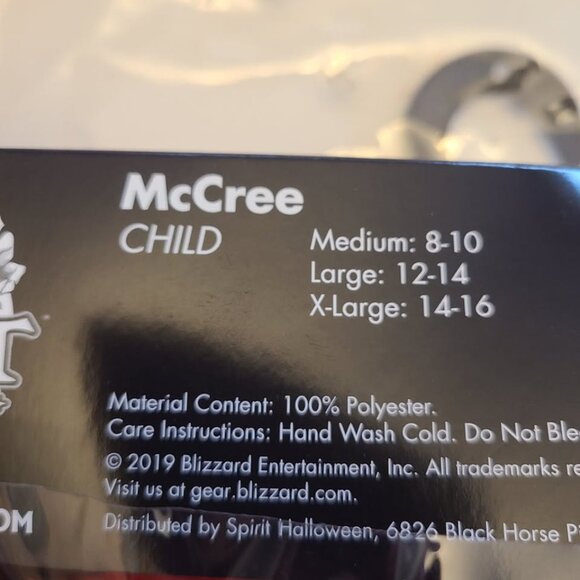 McCree
CHILD
Medium: 8-10
Large: 12-14
X-Large: 14-16
Material Content: 100% Polyester.
Care Instructions: Hand Wash Cold. Do Not Ble
© 2019 Blizzard Entertainment, Inc. All trademarks re
Visit us at gear.blizzard.com.
OM
Distributed by Spirit Halloween, 6826 Black Horse Pi